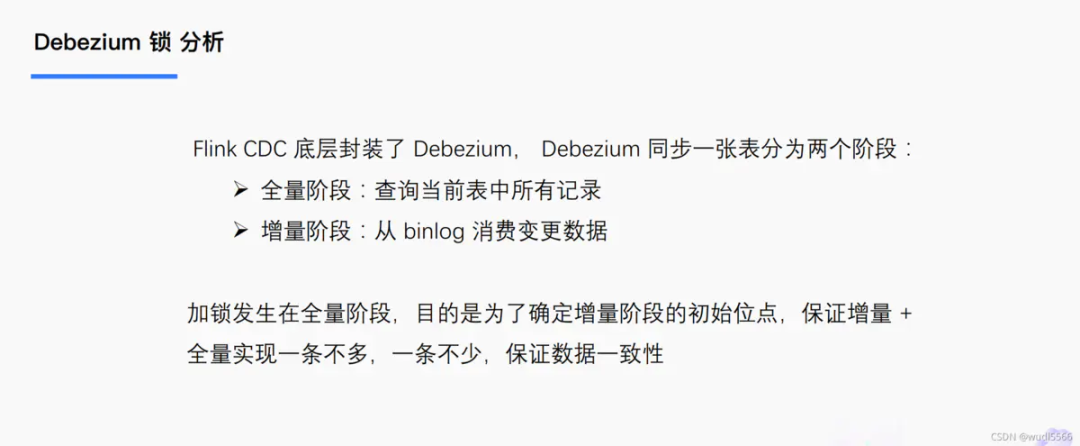 Debezium 锁 分析
Flink CDC 底层封装了 Debezium， Debezium 同步一张表分为两个阶段：
➢ 全量阶段：查询当前表中所有记录
➢ 增量阶段：从 binlog 消费变更数据
加锁发生在全量阶段，目的是为了确定增量阶段的初始位点，保证增量 +
全量实现一条不多，一条不少，保证数据一致性
CSDN @wudl5566